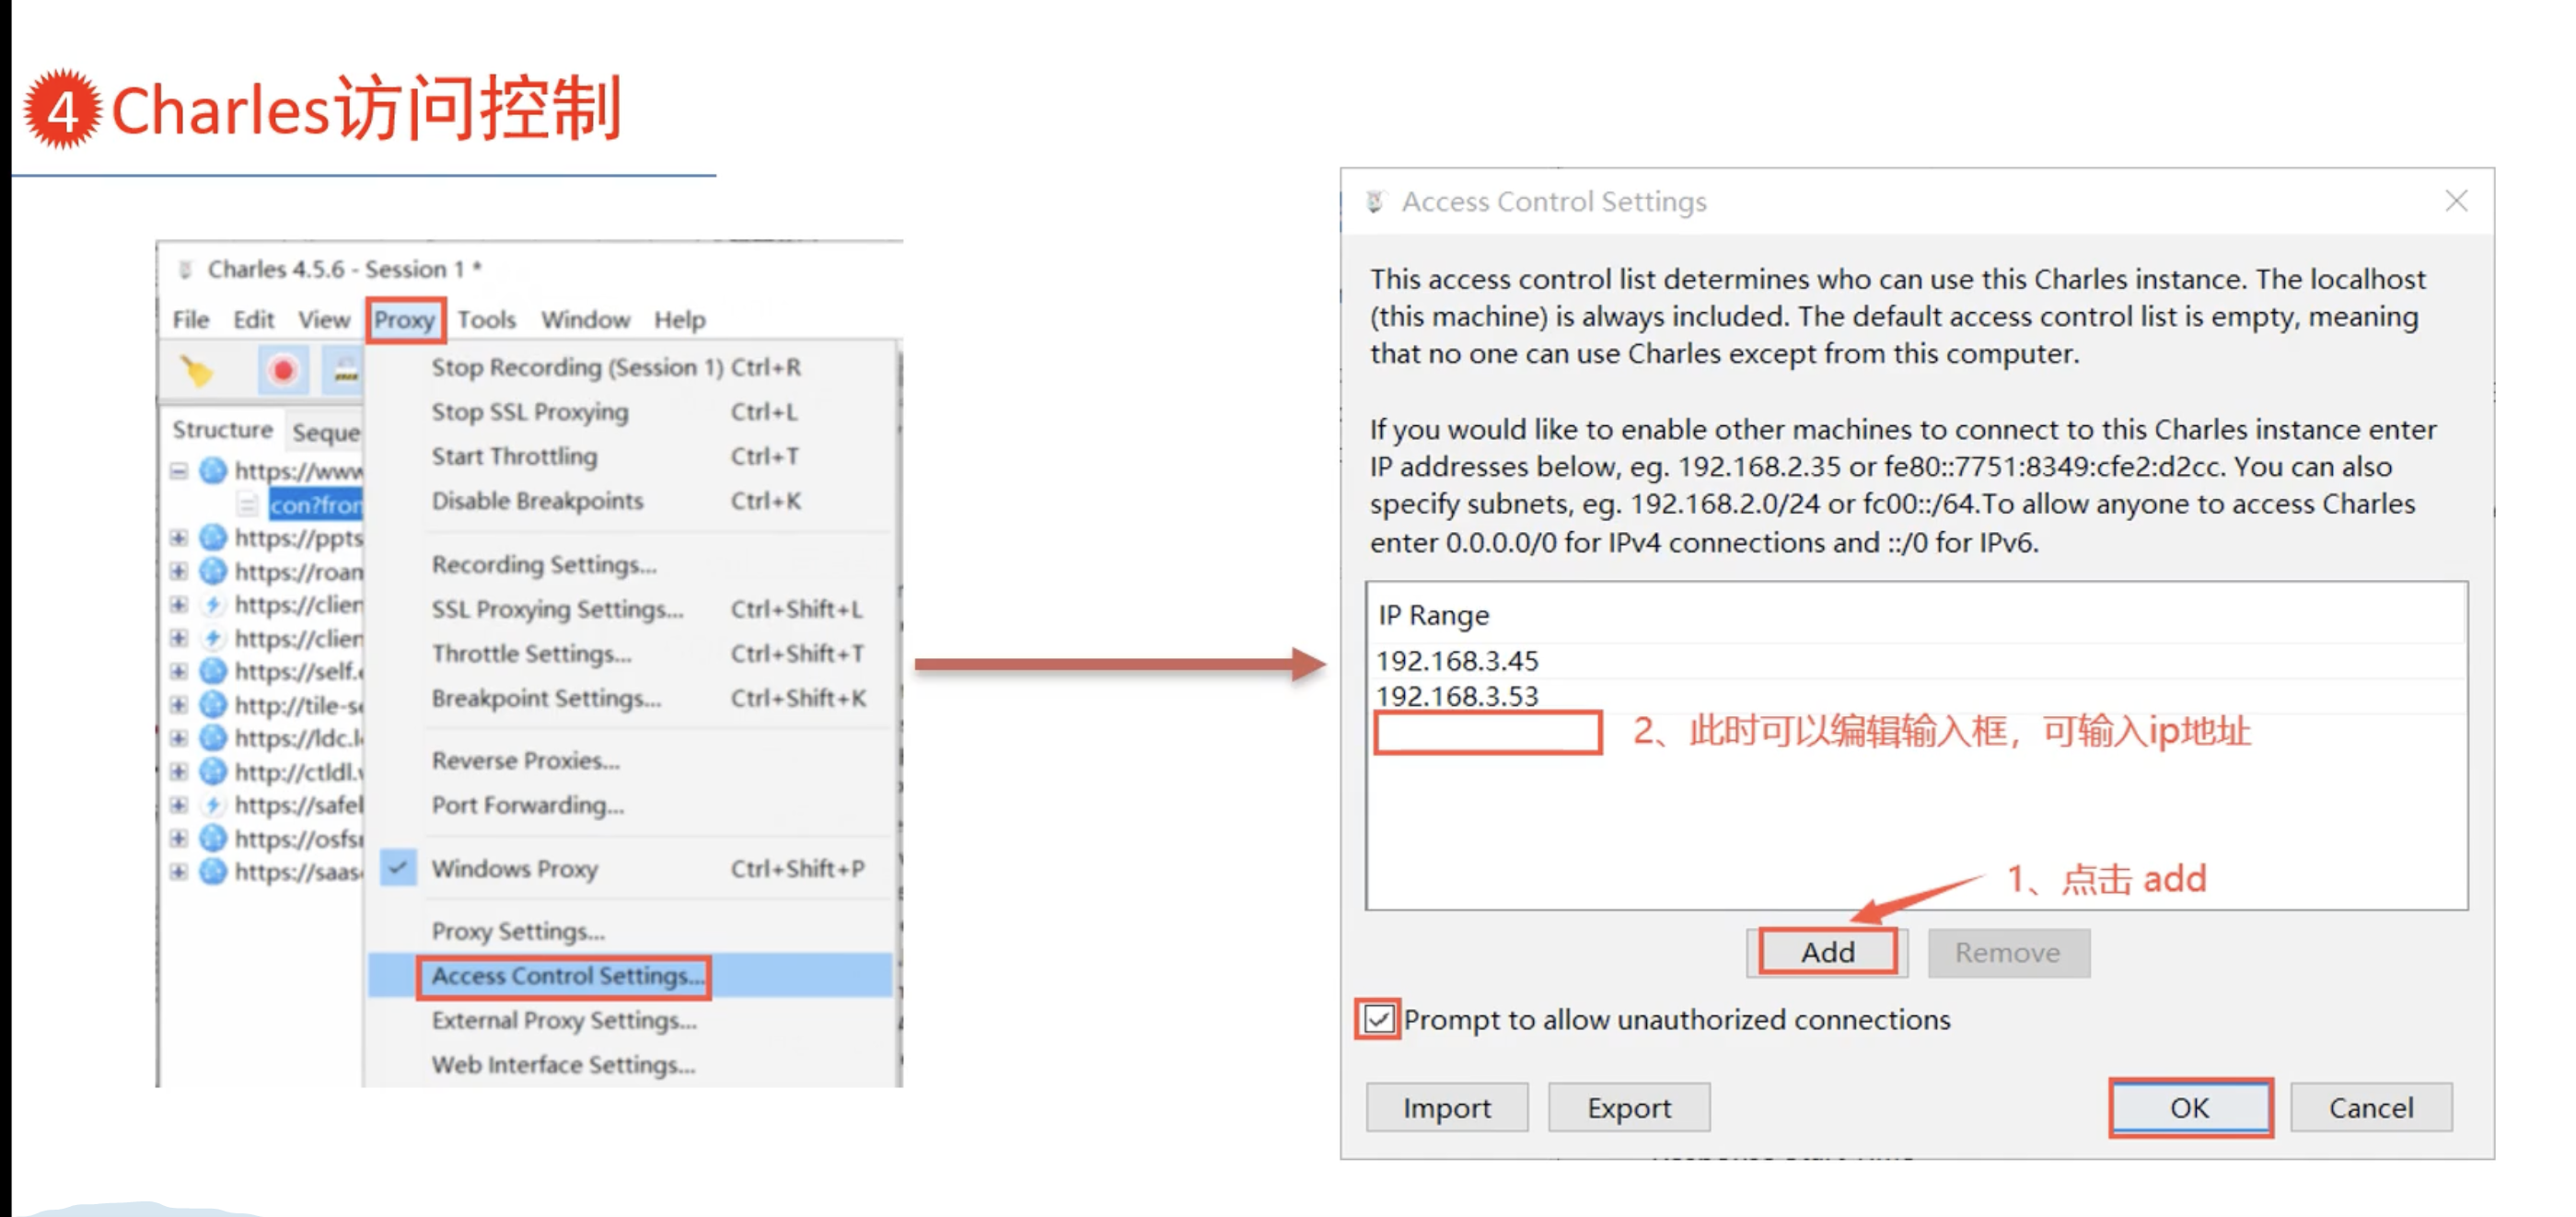 4 Charles访问控制
Charles 4.5.6 - Session 1 *
File Edit View Proxy Tools Window Help
Stop Recording (Session 1) Ctrl+R
Stop SSL Proxying Ctrl+L
Start Throttling Ctrl+T
Disable Breakpoints Ctrl+K
Recording Settings...
SSL Proxying Settings... Ctrl+Shift+L
Throttle Settings... Ctrl+Shift+T
Breakpoint Settings... Ctrl+Shift+K
Reverse Proxies...
Port Forwarding...
Windows Proxy Ctrl+Shift+P
Proxy Settings...
Access Control Settings...
External Proxy Settings...
Web Interface Settings...
Structure Seque
https://www
con?fron
https://ppts
https://roam
https://clien
https://clien
https://self.
http://tile-s
https://ldc.l
http://ctldl.
https://safel
https://osfs
https://saas
Access Control Settings
This access control list determines who can use this Charles instance. The localhost
(this machine) is always included. The default access control list is empty, meaning
that no one can use Charles except from this computer.
If you would like to enable other machines to connect to this Charles instance enter
IP addresses below, eg. 192.168.2.35 or fe80::7751:8349:cfe2:d2cc. You can also
specify subnets, eg. 192.168.2.0/24 or fc00::/64.To allow anyone to access Charles
enter 0.0.0.0/0 for IPv4 connections and ::/0 for IPv6.
IP Range
192.168.3.45
192.168.3.53
2、此时可以编辑输入框，可输入ip地址
1、点击 add
Add Remove
Prompt to allow unauthorized connections
Import Export OK Cancel